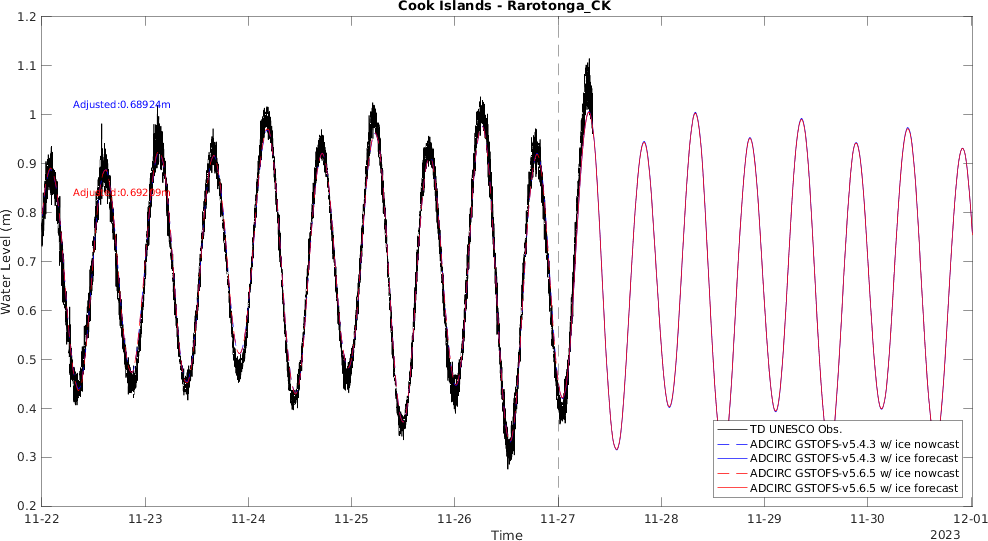 Cook Islands - Rarotonga_CK
1.2
1.1
1
0.9
0.8
0.7
0.6
0.5
0.4
0.3
0.2
Water Level (m)
Adjusted:0.68924m
TD UNESCO Obs.
ADCIRC GSTOFS-v5.4.3 w/ ice nowcast
ADCIRC GSTOFS-v5.4.3 w/ ice forecast
ADCIRC GSTOFS-v5.6.5 w/ ice nowcast
ADCIRC GSTOFS-v5.6.5 w/ ice forecast
11-22 11-23 11-24 11-25 11-26 11-27 11-28 11-29 11-30 12-01
Time
2023